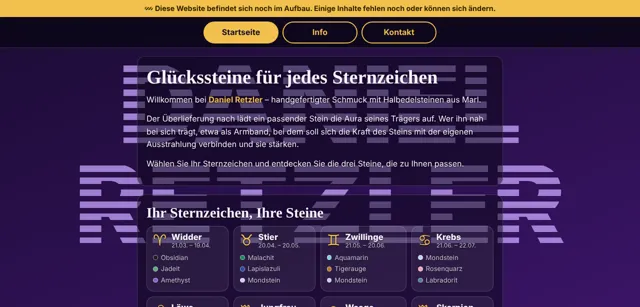 Diese Website befindet sich noch im Aufbau. Einige Inhalte fehlen noch oder können sich ändern.
Startseite Info Kontakt
DANIEL
RETZLER
Glückssteine für jedes Sternzeichen
Willkommen bei Daniel Retzler – handgefertigter Schmuck mit Halbedelsteinen aus Marl.
Der Überlieferung nach lädt ein passender Stein die Aura seines Trägers auf. Wer ihn nah
bei sich trägt, etwa als Armband, bei dem soll sich die Kraft des Steins mit der eigenen
Ausstrahlung verbinden und sie stärken.
Wählen Sie Ihr Sternzeichen und entdecken Sie die drei Steine, die zu Ihnen passen.
Ihr Sternzeichen, Ihre Steine
Widder
21.03. – 19.04.
Obsidian
Jadeit
Amethyst
Stier
20.04. – 20.05.
Malachit
Lapislazuli
Mondstein
Zwillinge
21.05. – 20.06.
Aquamarin
Tigerauge
Mondstein
Krebs
21.06. – 22.07.
Mondstein
Rosenquarz
Labradorit